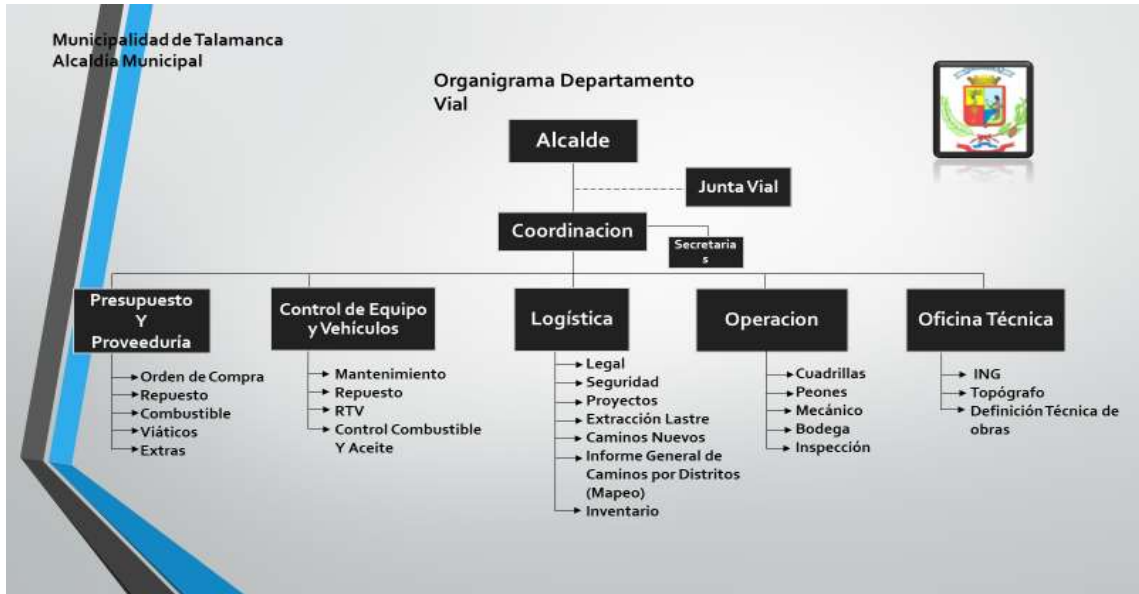 Municipalidad de Talamanca
Alcaldía Municipal
Organigrama Departamento
Vial
Alcalde
Junta Vial
Coordinacion
Secretaria
s
Presupuesto
Y
Proveeduría
Control de Equipo
y Vehículos
Logística
Operacion
Oficina Técnica
Orden de Compra
Repuesto
Combustible
Viáticos
Extras
Mantenimiento
Repuesto
RTV
Control Combustible
Y Aceite
Legal
Seguridad
Proyectos
Extracción Lastre
Caminos Nuevos
Informe General de
Caminos por Distritos
(Mapeo)
Inventario
Cuadrillas
Peones
Mecánico
Bodega
Inspección
ING
Topógrafo
Definición Técnica de
obras